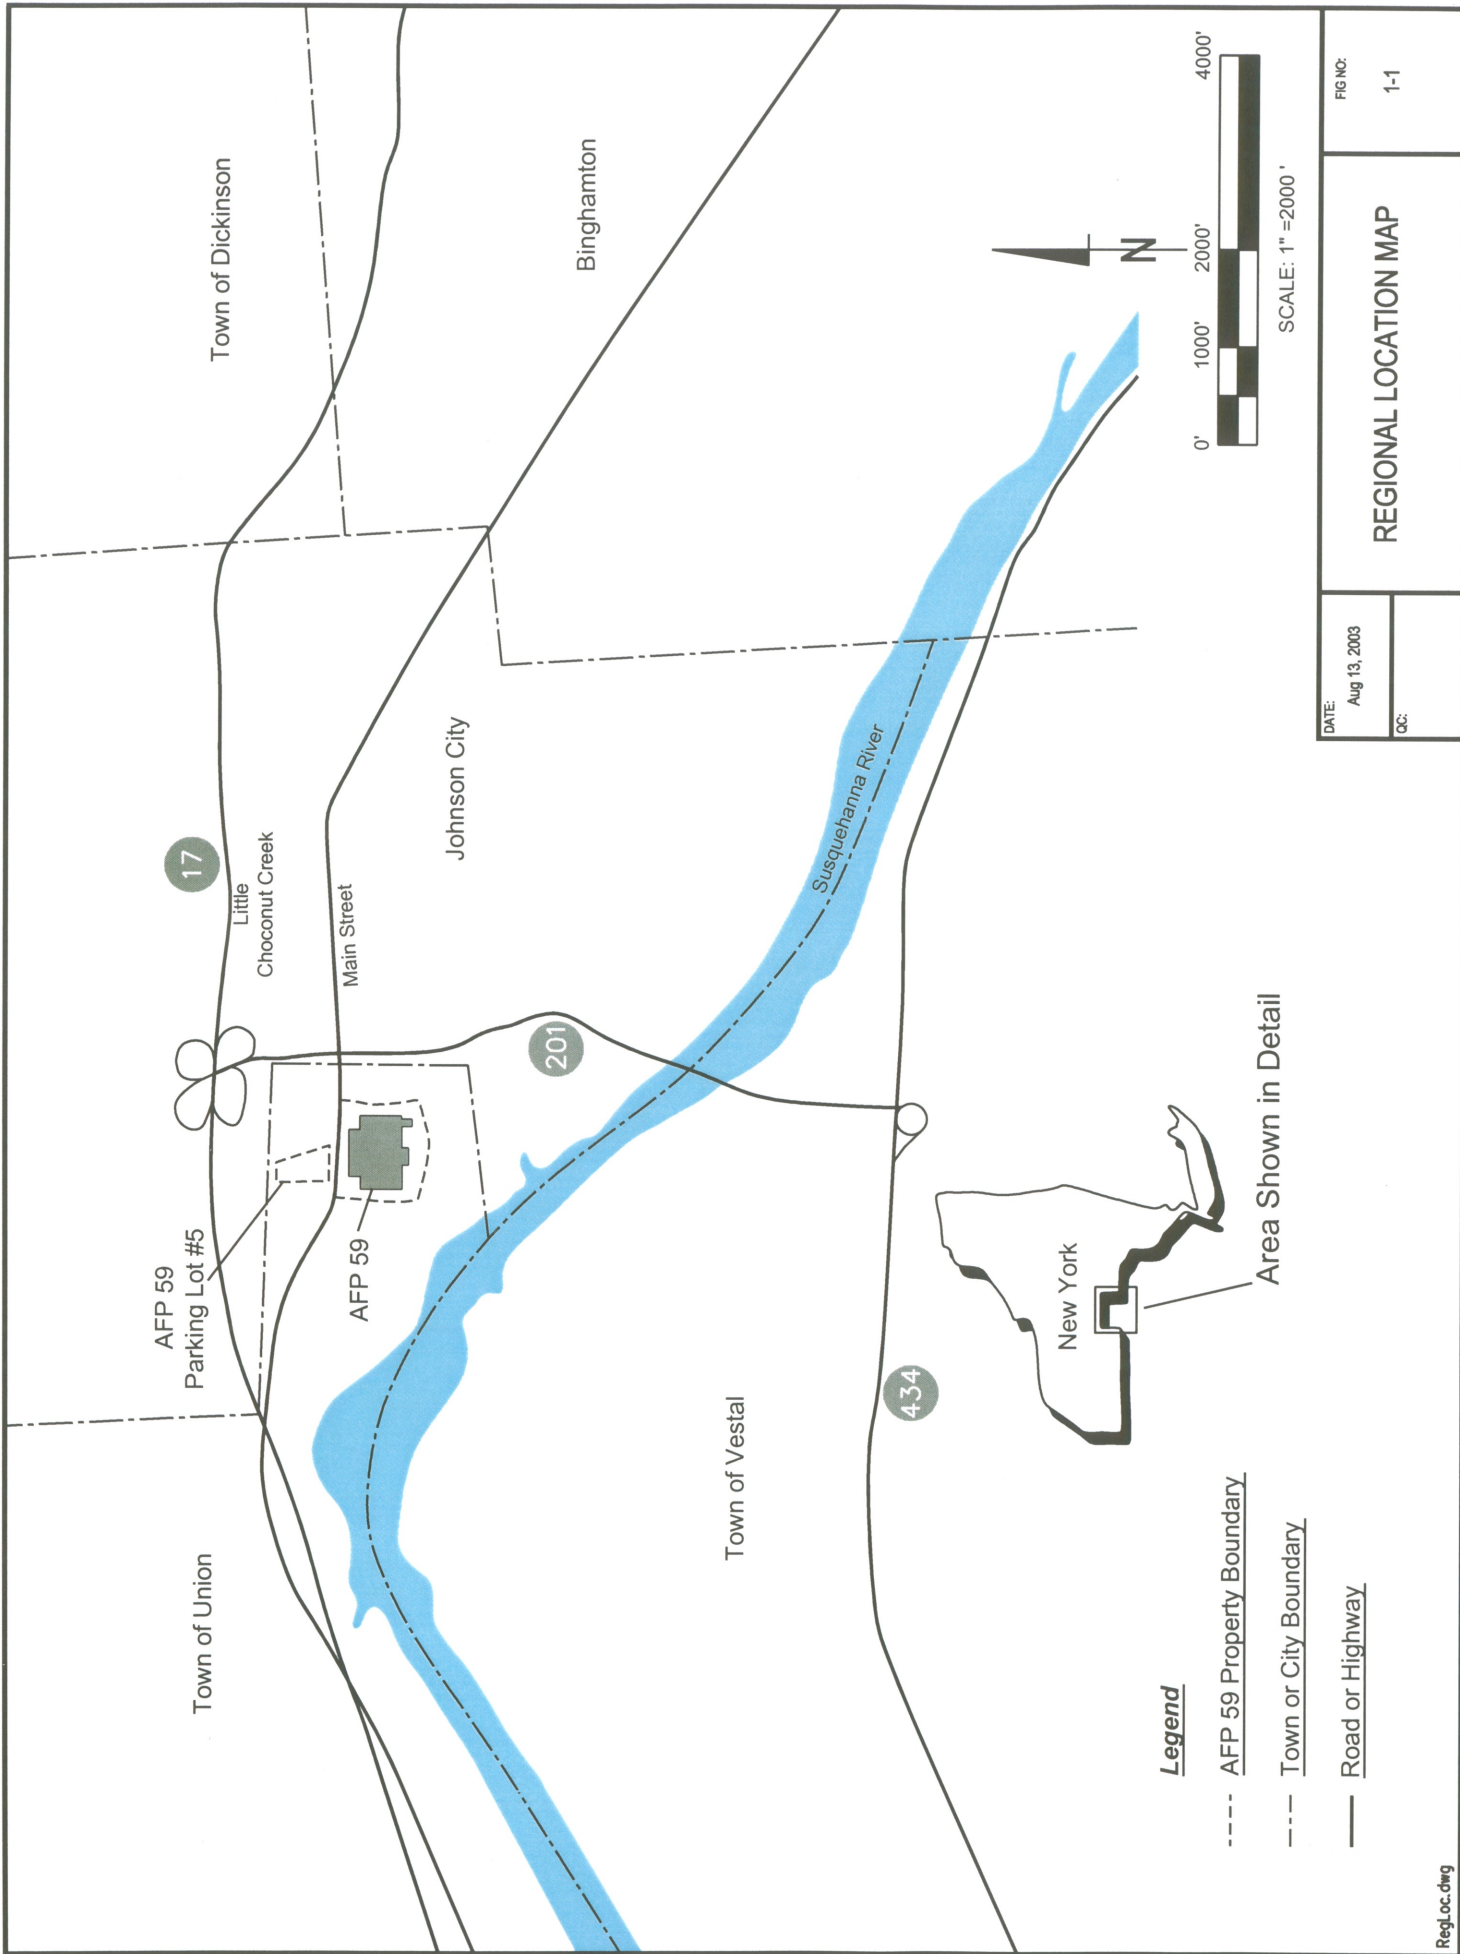 Town of Union
AFP 59
Parking Lot #5
17
Town of Dickinson
Little
Choconut Creek
Main Street
AFP 59
201
Johnson City
Binghamton
Susquehanna River
Town of Vestal
434
New York
Area Shown in Detail
N
Legend
AFP 59 Property Boundary
Town or City Boundary
Road or Highway
0' 1000' 2000' 4000'
SCALE: 1" =2000 '
DATE:
Aug 13, 2003
QC:
REGIONAL LOCATION MAP
FIG NO:
1-1
RegLoc.dwg